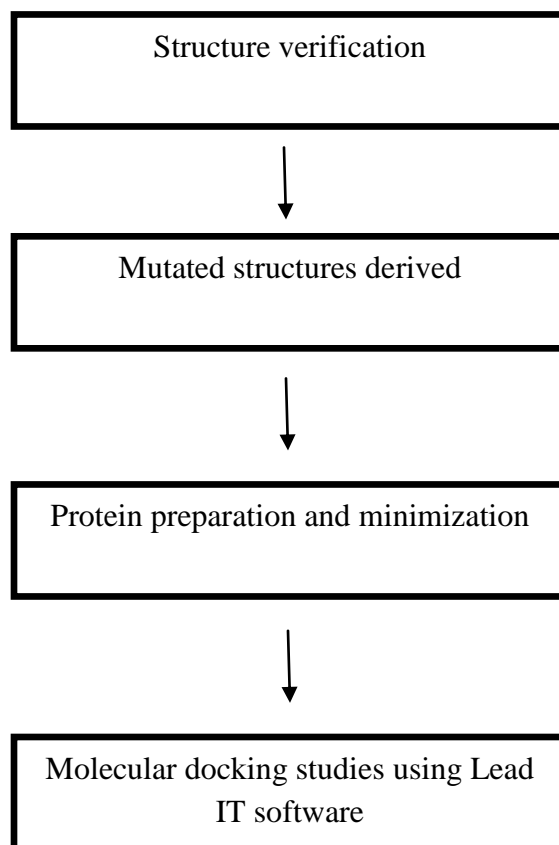 Structure verification
Mutated structures derived
Protein preparation and minimization
Molecular docking studies using Lead
IT software